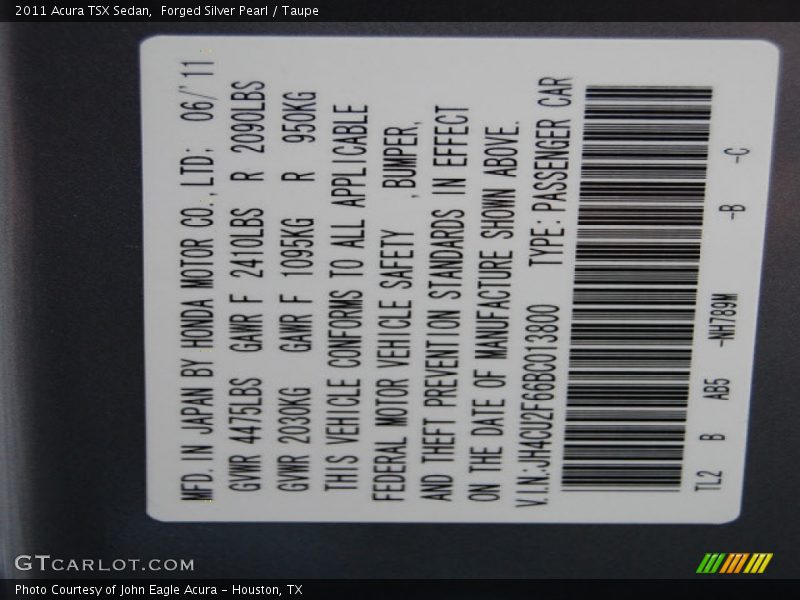 2011 Acura TSX Sedan,  Forged Silver Pearl / Taupe
MFD. IN JAPAN BY HONDA MOTOR CO., LTD; 06/'11
GVWR 4475LBS GAWR F 2410LBS R 2090LBS
GVWR 2030KG GAWR F 1095KG R 950KG
THIS VEHICLE CONFORMS TO ALL APPLICABLE
FEDERAL MOTOR VEHICLE SAFETY ,BUMPER,
AND THEFT PREVENTION STANDARDS IN EFFECT
ON THE DATE OF MANUFACTURE SHOWN ABOVE.
V.I.N:JH4CU2F66BC013800 TYPE:PASSENGER CAR
TL2 B AB5 -NH789M -B -C
GTCARLOT.COM
Photo Courtesy of John Eagle Acura - Houston, TX